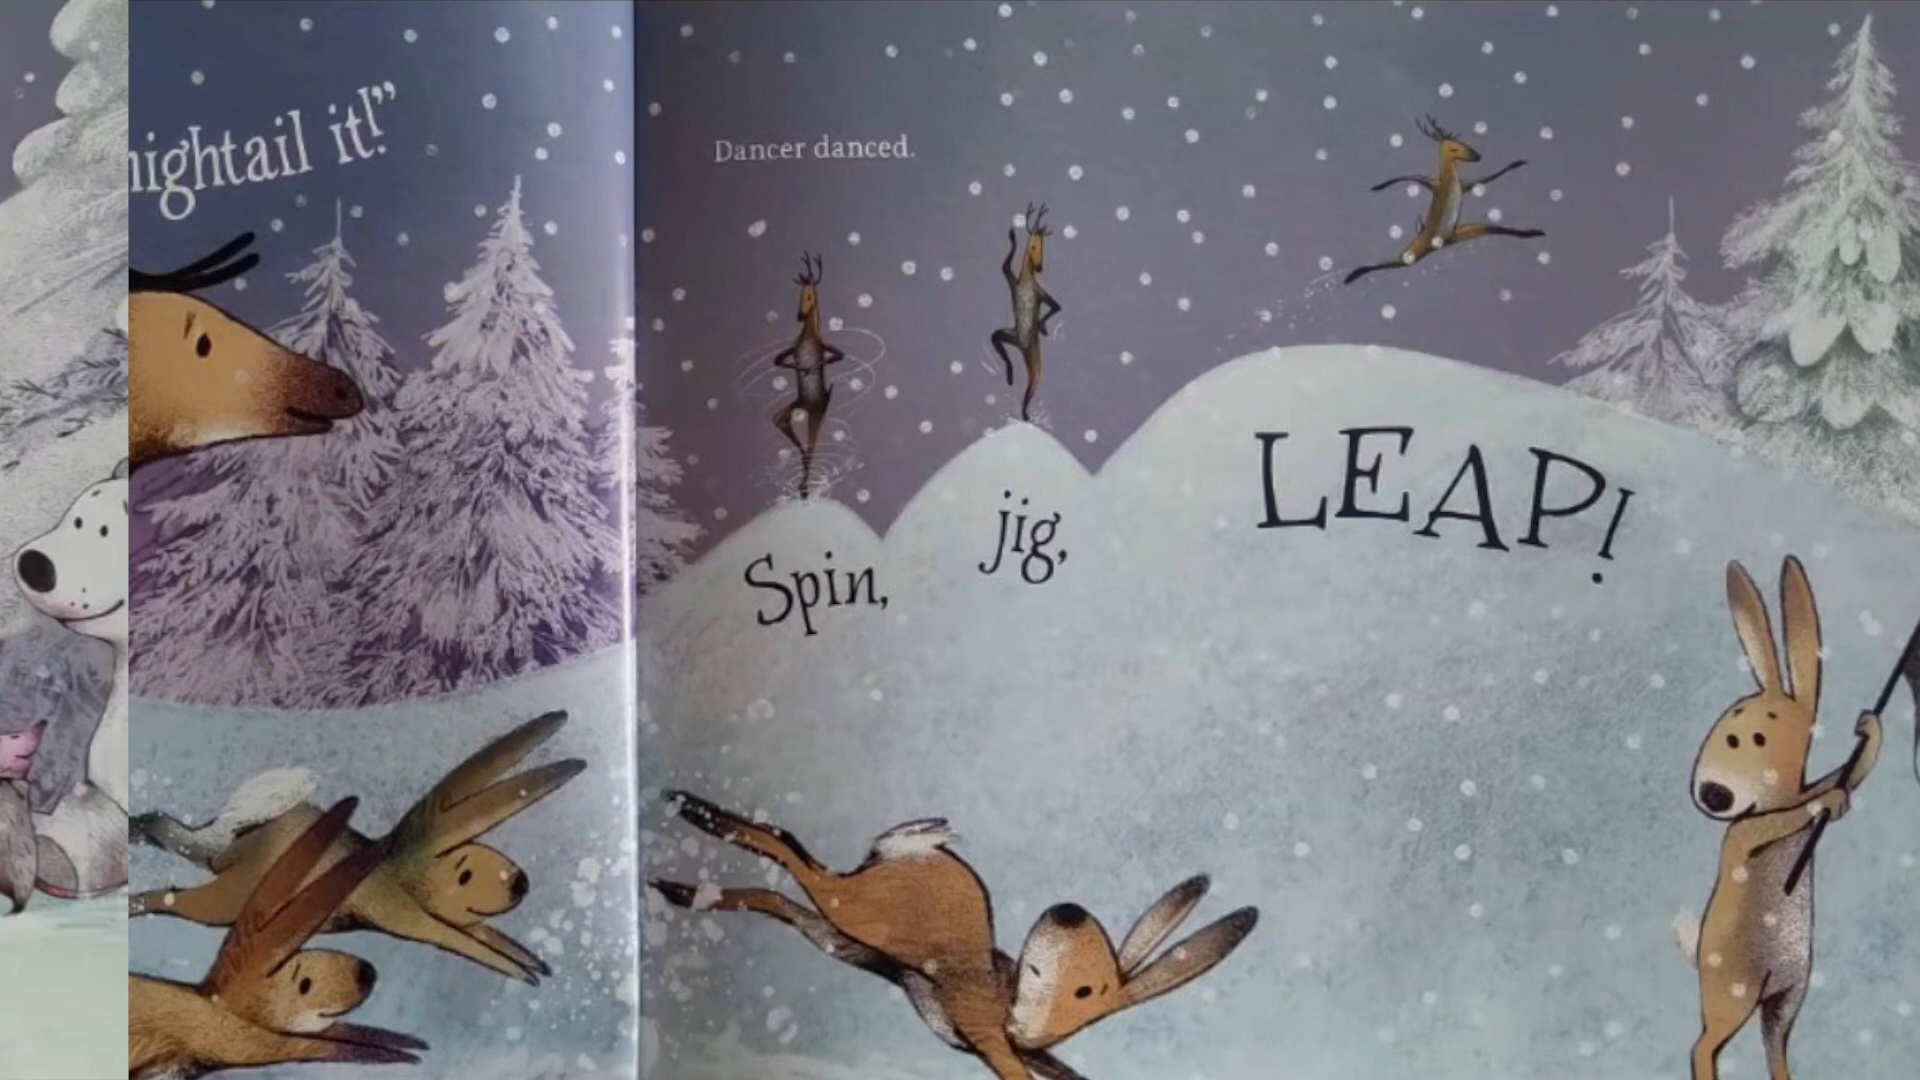 hightail it!”
Dancer danced.
Spin,
jig,
LEAP!